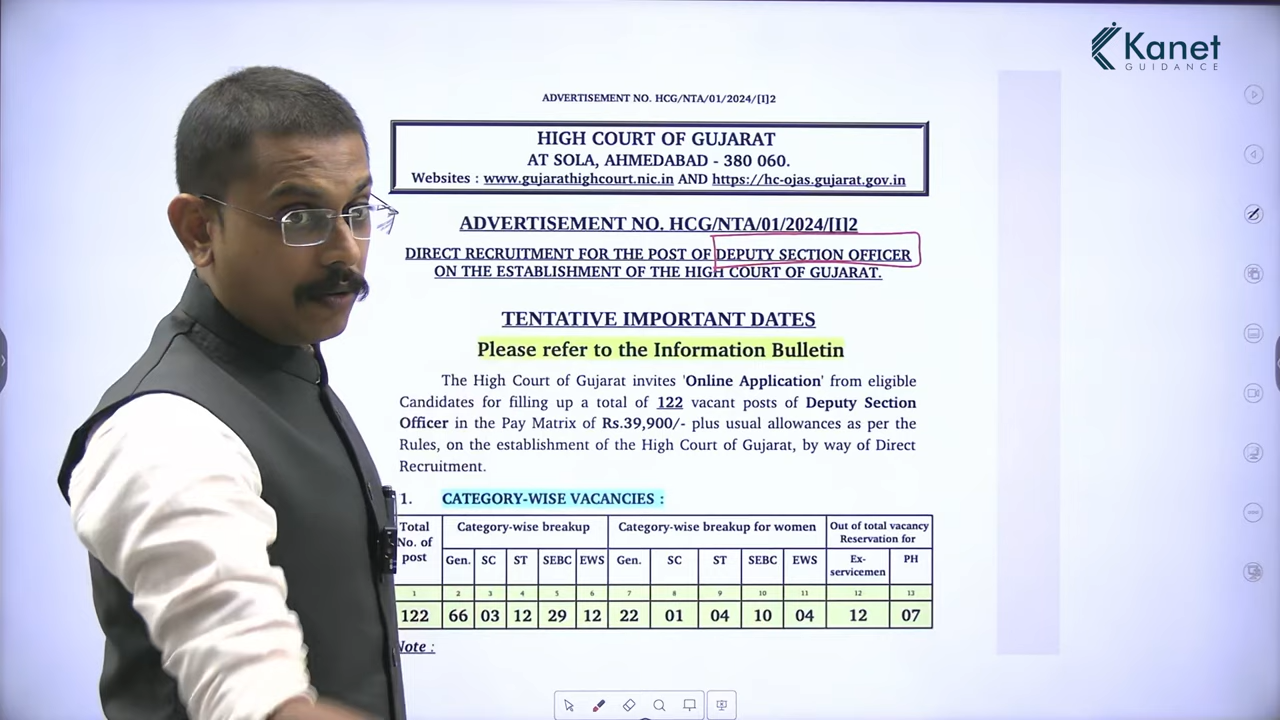 Kanet
GUIDANCE
ADVERTISEMENT NO. HCG/NTA/01/2024/[I]2
HIGH COURT OF GUJARAT
AT SOLA, AHMEDABAD - 380 060.
Websites : www.gujarathighcourt.nic.in AND https://hc-ojas.gujarat.gov.in
ADVERTISEMENT NO. HCG/NTA/01/2024/[I]2
DIRECT RECRUITMENT FOR THE POST OF DEPUTY SECTION OFFICER
ON THE ESTABLISHMENT OF THE HIGH COURT OF GUJARAT.
TENTATIVE IMPORTANT DATES
Please refer to the Information Bulletin
The High Court of Gujarat invites 'Online Application' from eligible
Candidates for filling up a total of 122 vacant posts of Deputy Section
Officer in the Pay Matrix of Rs.39,900/- plus usual allowances as per the
Rules, on the establishment of the High Court of Gujarat, by way of Direct
Recruitment.
1. CATEGORY-WISE VACANCIES :
Total No. of post Category-wise breakup Category-wise breakup for women Out of total vacancy Reservation for
Gen. SC ST SEBC EWS Gen. SC ST SEBC EWS Ex-servicemen PH
1 2 3 4 5 6 7 8 9 10 11 12 13
122 66 03 12 29 12 22 01 04 10 04 12 07
Note :